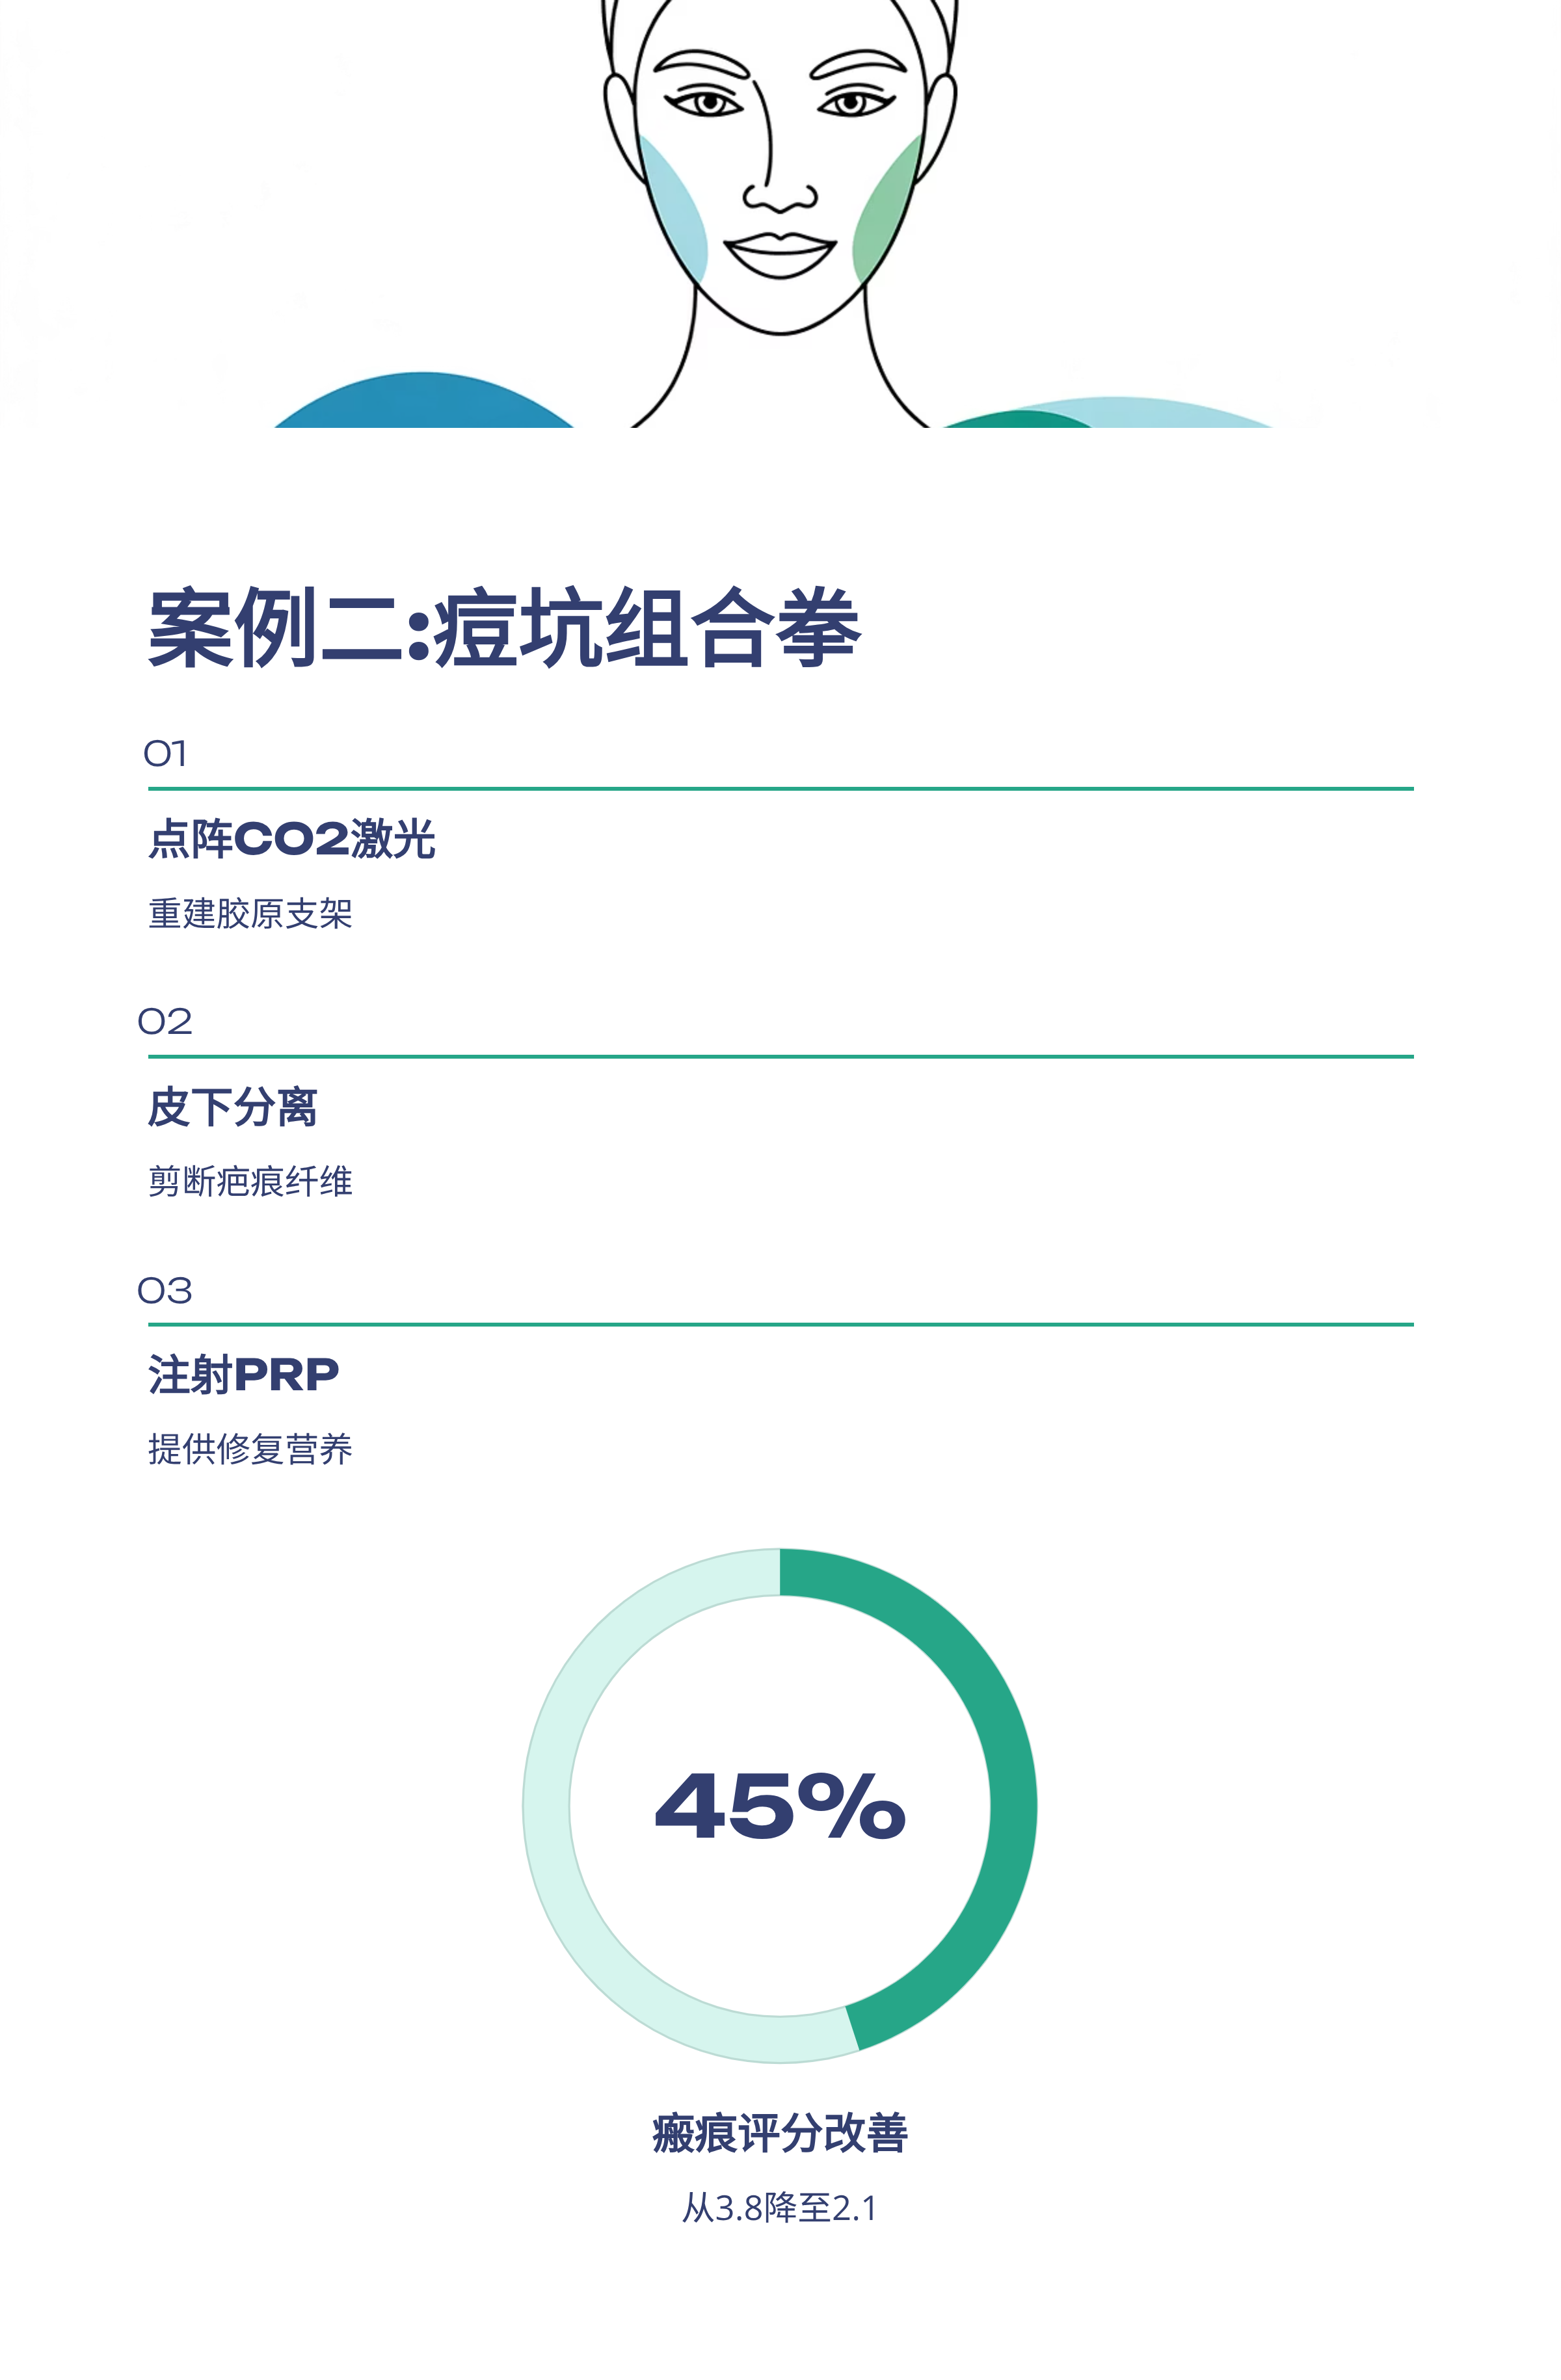 案例二:痘坑组合拳
01
点阵CO2激光
重建胶原支架
02
皮下分离
剪断疤痕纤维
03
注射PRP
提供修复营养
45%
瘢痕评分改善
从3.8降至2.1